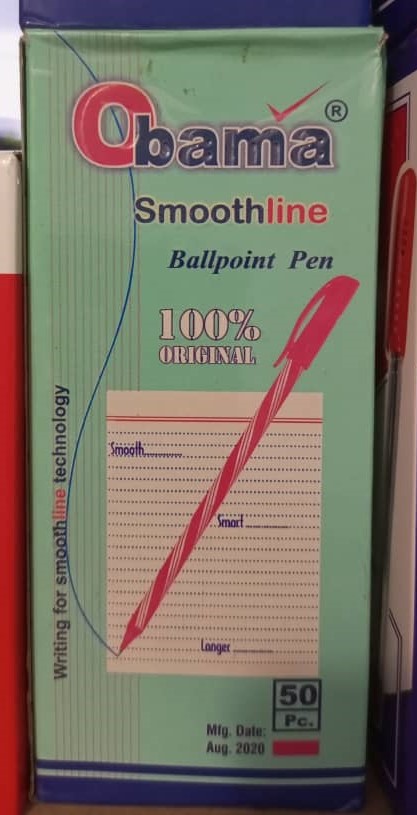 Obama®
Smoothline
Ballpoint Pen
100%
ORIGINAL
Writing for smoothline technology
Smooth..........
Smart ..........
Longer ..........
50
Pc.
Mfg. Date:
Aug. 2020